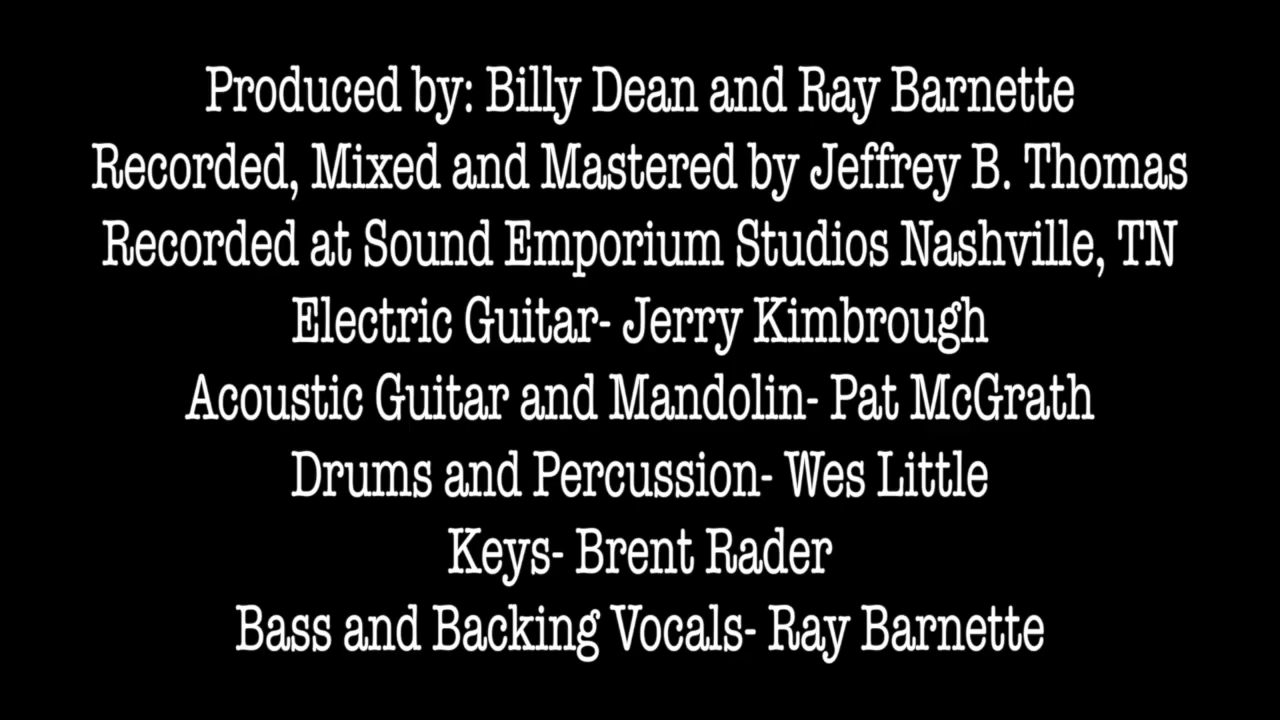 Produced by: Billy Dean and Ray Barnette
Recorded, Mixed and Mastered by Jeffrey B. Thomas
Recorded at Sound Emporium Studios Nashville, TN
Electric Guitar- Jerry Kimbrough
Acoustic Guitar and Mandolin- Pat McGrath
Drums and Percussion- Wes Little
Keys- Brent Rader
Bass and Backing Vocals- Ray Barnette